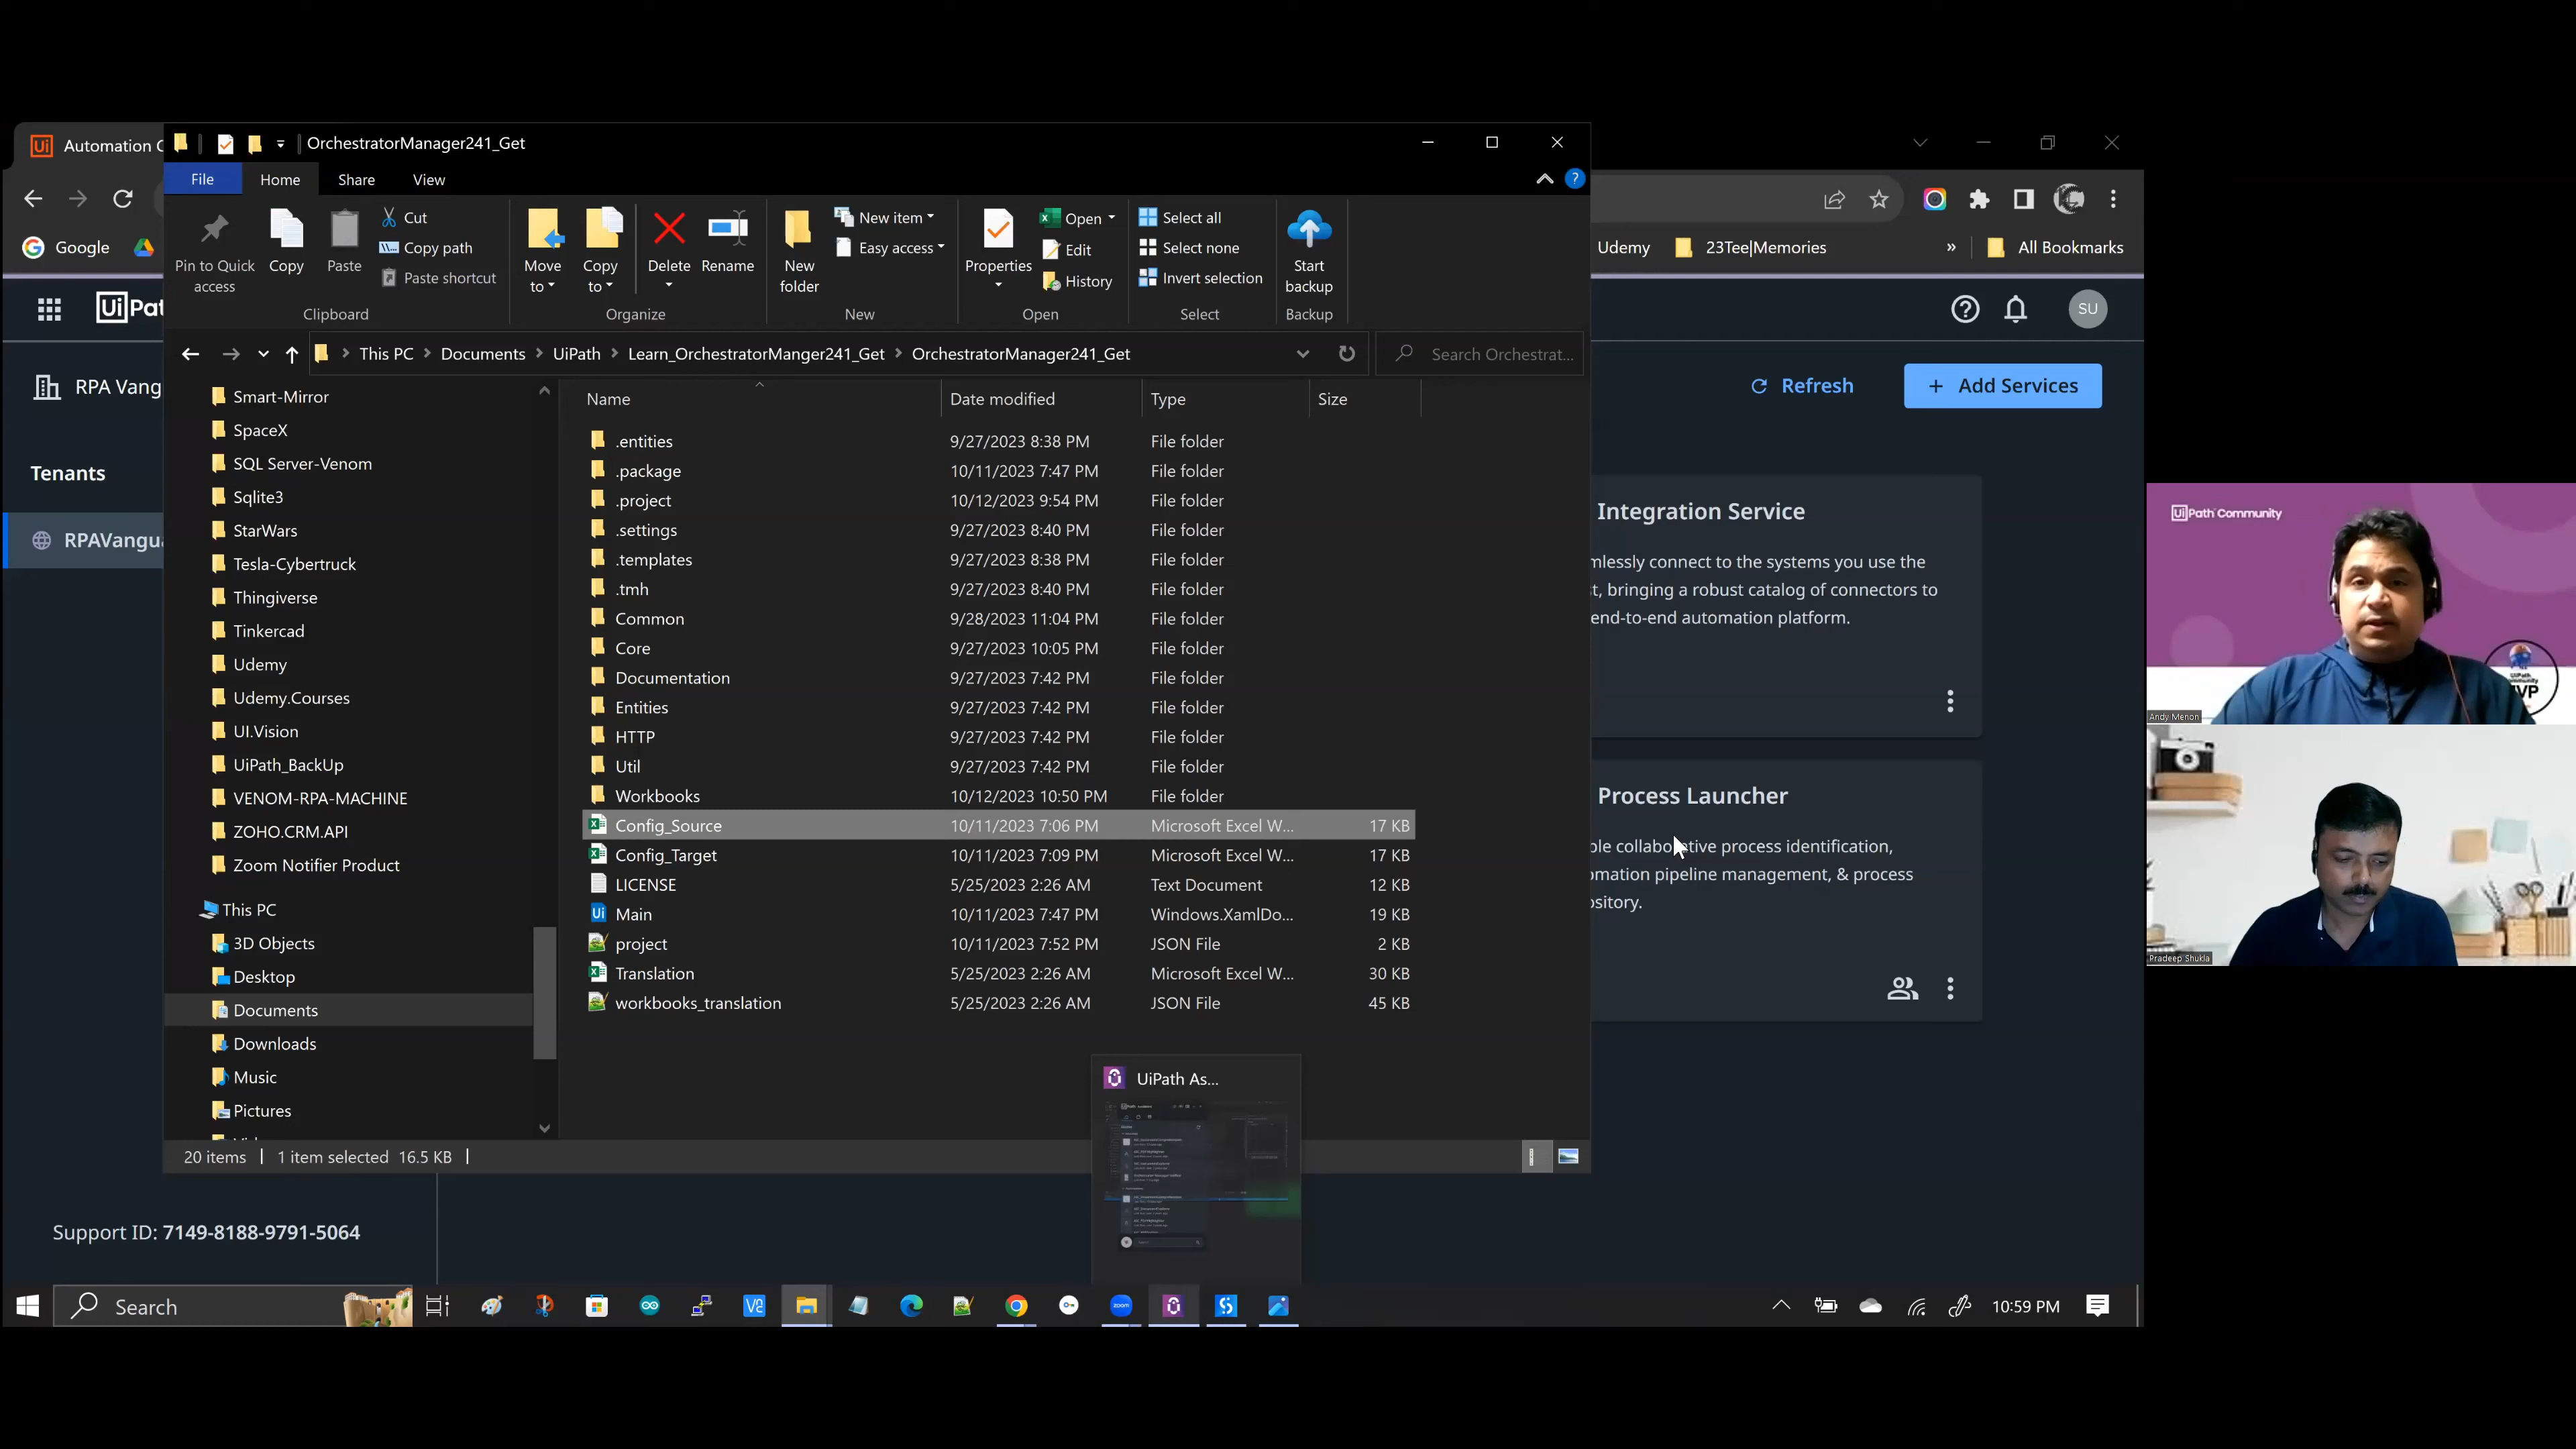 Automation C
OrchestratorManager241_Get
File
Home
Share
View
Pin to Quick access
Copy
Paste
Cut
Copy path
Paste shortcut
Clipboard
Move to
Copy to
Delete
Rename
Organize
New folder
New item
Easy access
New
Properties
Open
Edit
History
Open
Select all
Select none
Invert selection
Select
Start backup
Backup
Google
Udemy
23Tee|Memories
»
All Bookmarks
UiPat
SU
This PC > Documents > UiPath > Learn_OrchestratorManger241_Get > OrchestratorManager241_Get
Search Orchestrat...
RPA Vang
Tenants
RPAVangua
Refresh
+ Add Services
Smart-Mirror
SpaceX
SQL Server-Venom
Sqlite3
StarWars
Tesla-Cybertruck
Thingiverse
Tinkercad
Udemy
Udemy.Courses
UI.Vision
UiPath_BackUp
VENOM-RPA-MACHINE
ZOHO.CRM.API
Zoom Notifier Product
This PC
3D Objects
Desktop
Documents
Downloads
Music
Pictures
Name Date modified Type Size
.entities 9/27/2023 8:38 PM File folder
.package 10/11/2023 7:47 PM File folder
.project 10/12/2023 9:54 PM File folder
.settings 9/27/2023 8:40 PM File folder
.templates 9/27/2023 8:38 PM File folder
.tmh 9/27/2023 8:40 PM File folder
Common 9/28/2023 11:04 PM File folder
Core 9/27/2023 10:05 PM File folder
Documentation 9/27/2023 7:42 PM File folder
Entities 9/27/2023 7:42 PM File folder
HTTP 9/27/2023 7:42 PM File folder
Util 9/27/2023 7:42 PM File folder
Workbooks 10/12/2023 10:50 PM File folder
Config_Source 10/11/2023 7:06 PM Microsoft Excel W... 17 KB
Config_Target 10/11/2023 7:09 PM Microsoft Excel W... 17 KB
LICENSE 5/25/2023 2:26 AM Text Document 12 KB
Main 10/11/2023 7:47 PM Windows.XamlDo... 19 KB
project 10/11/2023 7:52 PM JSON File 2 KB
Translation 5/25/2023 2:26 AM Microsoft Excel W... 30 KB
workbooks_translation 5/25/2023 2:26 AM JSON File 45 KB
Integration Service
mlessly connect to the systems you use the
t, bringing a robust catalog of connectors to
end-to-end automation platform.
Process Launcher
ble collaborative process identification,
omation pipeline management, & process
ository.
UiPath As...
20 items
1 item selected 16.5 KB
Support ID: 7149-8188-9791-5064
Search
10:59 PM
UiPath Community
Andy Menon
Pradeep Shukla